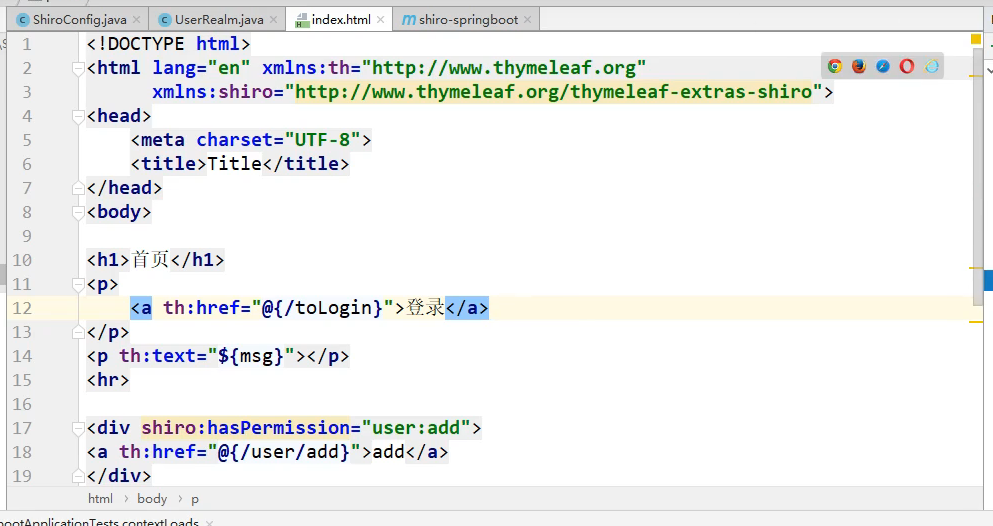 ShiroConfig.java UserRealm.java index.html shiro-springboot
1 <!DOCTYPE html>
2 <html lang="en" xmlns:th="http://www.thymeleaf.org"
3 xmlns:shiro="http://www.thymeleaf.org/thymeleaf-extras-shiro">
4 <head>
5 <meta charset="UTF-8">
6 <title>Title</title>
7 </head>
8 <body>
9
10 <h1>首页</h1>
11 <p>
12 <a th:href="@{/toLogin}">登录</a>
13 </p>
14 <p th:text="${msg}"></p>
15 <hr>
16
17 <div shiro:hasPermission="user:add">
18 <a th:href="@{/user/add}">add</a>
19 </div>
html › body › p
bootApplicationTests.contextLoads